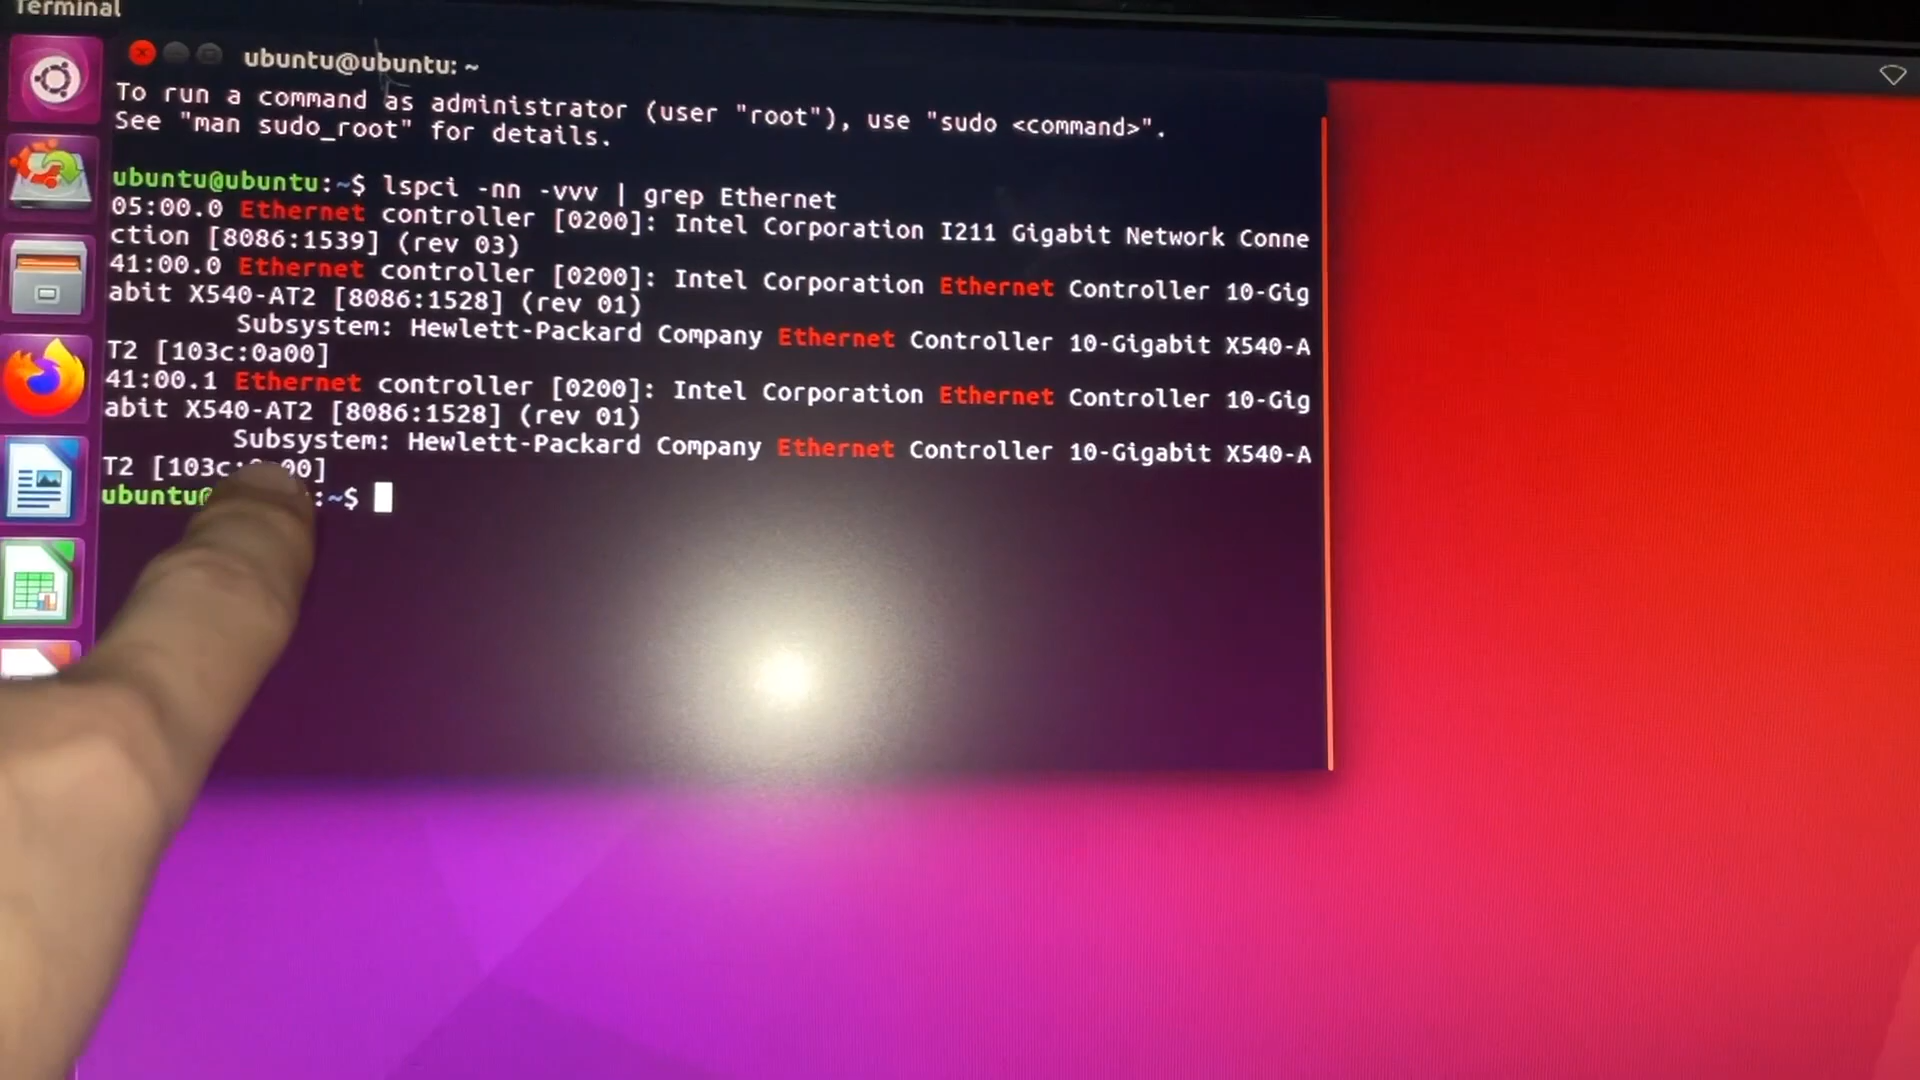 Terminal
ubuntu@ubuntu: ~
To run a command as administrator (user "root"), use "sudo <command>".
See "man sudo_root" for details.
ubuntu@ubuntu:~$ lspci -nn -vvv | grep Ethernet
05:00.0 Ethernet controller [0200]: Intel Corporation I211 Gigabit Network Conne
ction [8086:1539] (rev 03)
41:00.0 Ethernet controller [0200]: Intel Corporation Ethernet Controller 10-Gig
abit X540-AT2 [8086:1528] (rev 01)
Subsystem: Hewlett-Packard Company Ethernet Controller 10-Gigabit X540-A
T2 [103c:0a00]
41:00.1 Ethernet controller [0200]: Intel Corporation Ethernet Controller 10-Gig
abit X540-AT2 [8086:1528] (rev 01)
Subsystem: Hewlett-Packard Company Ethernet Controller 10-Gigabit X540-A
T2 [103c:0a00]
ubuntu@ :~$